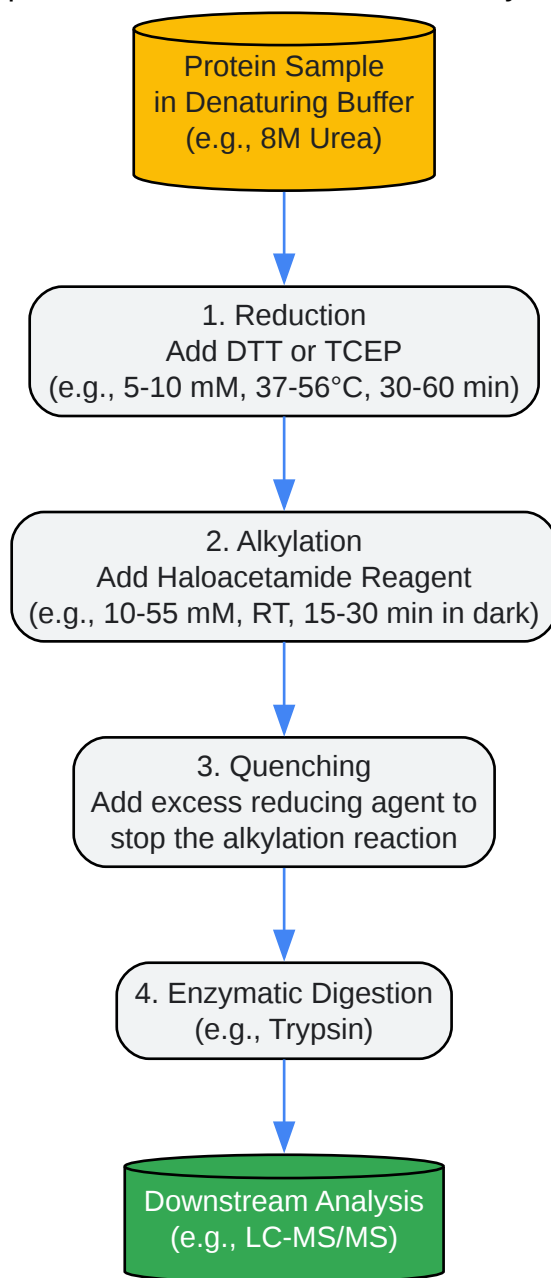 Protein Sample
in Denaturing Buffer
(e.g., 8M Urea)
1. Reduction
Add DTT or TCEP
(e.g., 5-10 mM, 37-56°C, 30-60 min)
2. Alkylation
Add Haloacetamide Reagent
(e.g., 10-55 mM, RT, 15-30 min in dark)
3. Quenching
Add excess reducing agent to
stop the alkylation reaction
4. Enzymatic Digestion
(e.g., Trypsin)
Downstream Analysis
(e.g., LC-MS/MS)